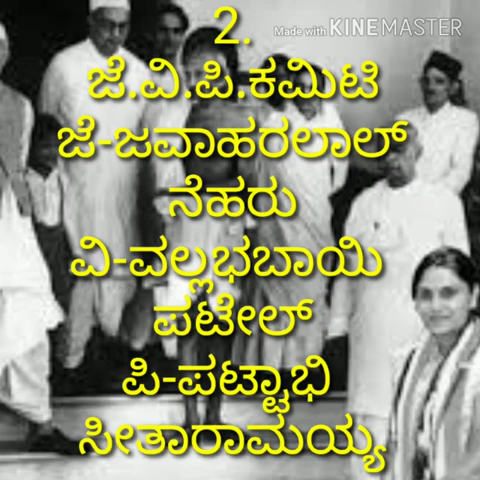 2.
Made with KINEMASTER
ಜೆ.ವಿ.ಪಿ.ಕಮಿಟಿ
ಜೆ-ಜವಾಹರಲಾಲ್
ನೆಹರು
ವಿ-ವಲ್ಲಭಬಾಯಿ
ಪಟೇಲ್
ಪಿ-ಪಟ್ಟಾಭಿ
ಸೀತಾರಾಮಯ್ಯ